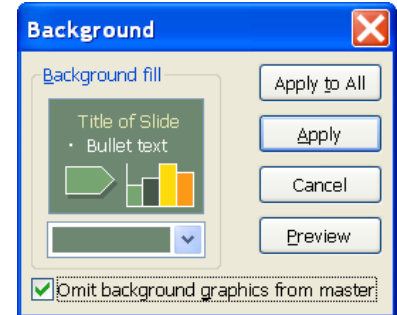 Background
Background fill
Title of Slide
• Bullet text
Apply to All
Apply
Cancel
Preview
Omit background graphics from master